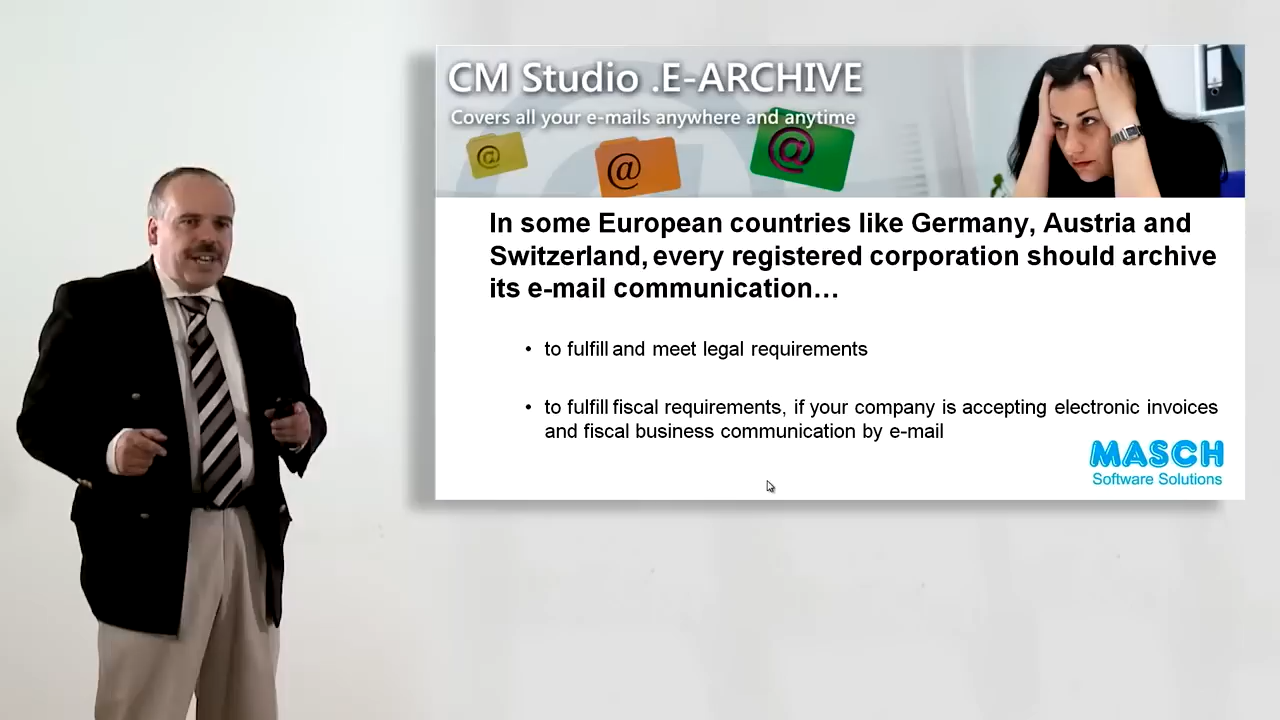 CM Studio .E-ARCHIVE
Covers all your e-mails anywhere and anytime
@
@
@
In some European countries like Germany, Austria and
Switzerland, every registered corporation should archive
its e-mail communication…
• to fulfill and meet legal requirements
• to fulfill fiscal requirements, if your company is accepting electronic invoices
and fiscal business communication by e-mail
MASCH
Software Solutions